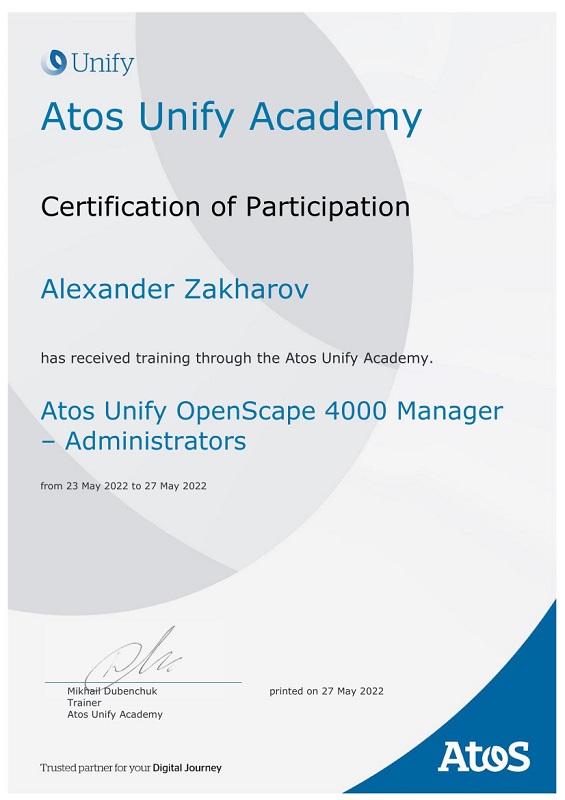 Unify
Atos Unify Academy
Certification of Participation
Alexander Zakharov
has received training through the Atos Unify Academy.
Atos Unify OpenScape 4000 Manager
– Administrators
from 23 May 2022 to 27 May 2022
Mikhail Dubenchuk
printed on 27 May 2022
Trainer
Atos Unify Academy
Trusted partner for your Digital Journey
Atos